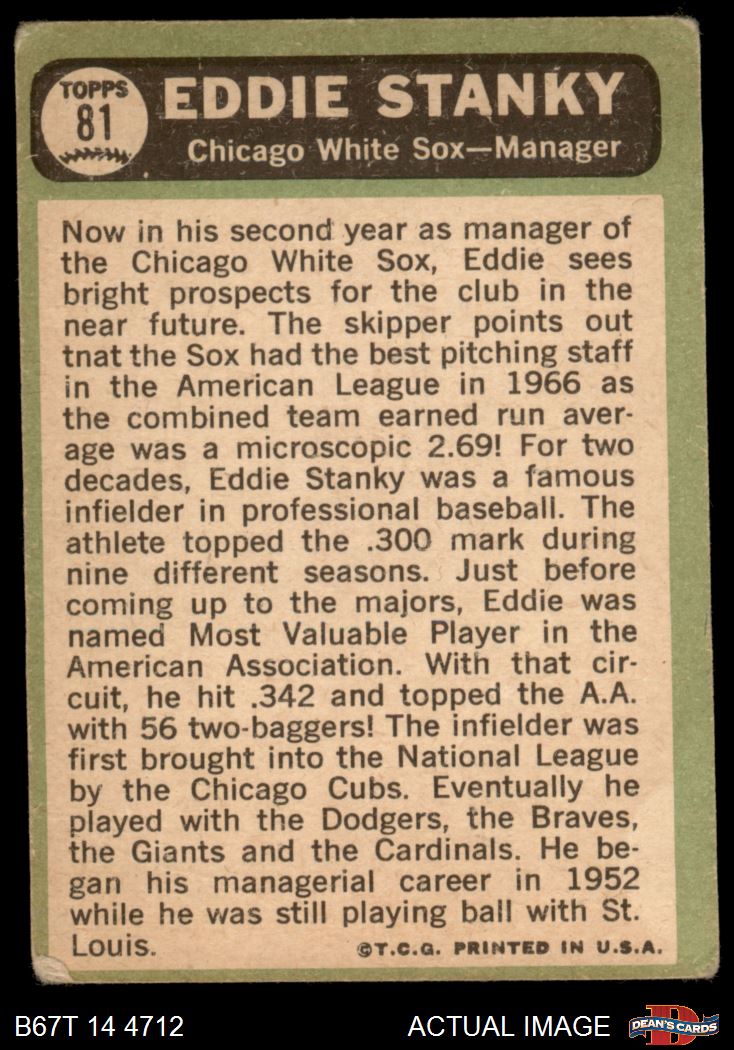 TOPPS
81
EDDIE STANKY
Chicago White Sox—Manager
Now in his second year as manager of
the Chicago White Sox, Eddie sees
bright prospects for the club in the
near future. The skipper points out
tnat the Sox had the best pitching staff
in the American League in 1966 as
the combined team earned run aver-
age was a microscopic 2.69! For two
decades, Eddie Stanky was a famous
infielder in professional baseball. The
athlete topped the .300 mark during
nine different seasons. Just before
coming up to the majors, Eddie was
named Most Valuable Player in the
American Association. With that cir-
cuit, he hit .342 and topped the A.A.
with 56 two-baggers! The infielder was
first brought into the National League
by the Chicago Cubs. Eventually he
played with the Dodgers, the Braves,
the Giants and the Cardinals. He be-
gan his managerial career in 1952
while he was still playing ball with St.
Louis.
©T.C.G. PRINTED IN U.S.A.
B67T 14 4712
ACTUAL IMAGE
D
DEAN'S CARDS